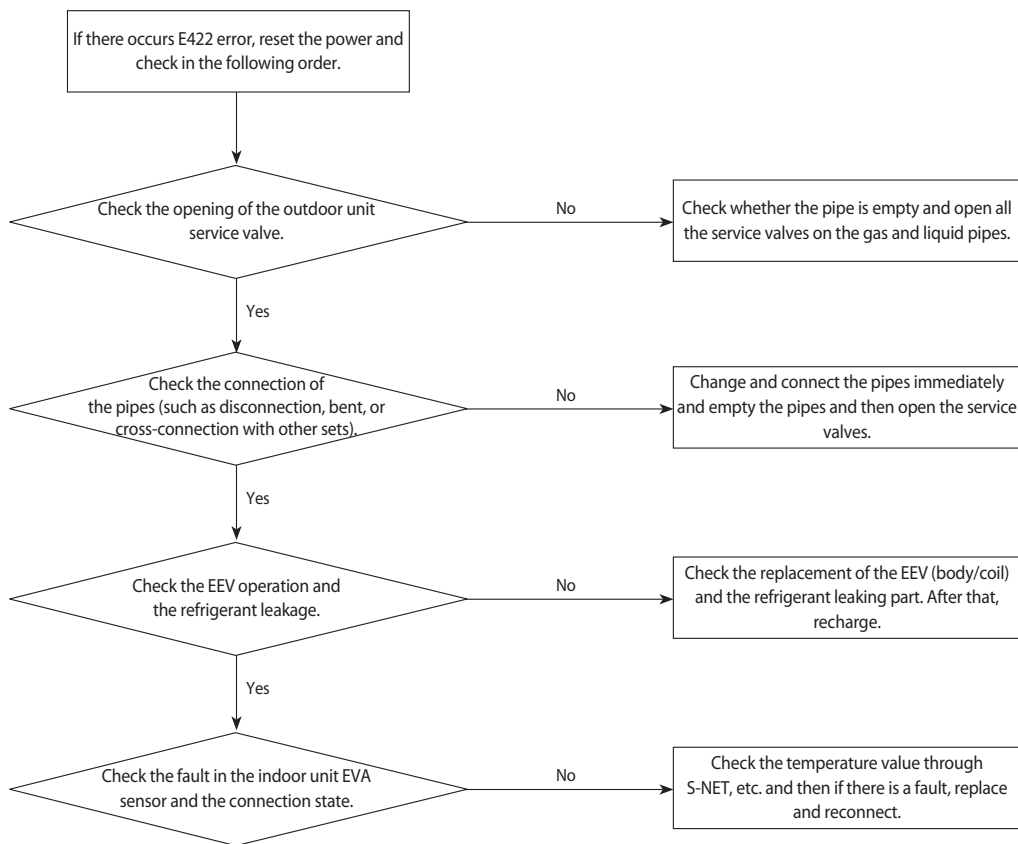 If there occurs E422 error, reset the power and
check in the following order.
Check the opening of the outdoor unit
service valve.
No
Check whether the pipe is empty and open all
the service valves on the gas and liquid pipes.
Yes
Check the connection of
the pipes (such as disconnection, bent, or
cross-connection with other sets).
No
Change and connect the pipes immediately
and empty the pipes and then open the service
valves.
Yes
Check the EEV operation and
the refrigerant leakage.
No
Check the replacement of the EEV (body/coil)
and the refrigerant leaking part. After that,
recharge.
Yes
Check the fault in the indoor unit EVA
sensor and the connection state.
No
Check the temperature value through
S-NET, etc. and then if there is a fault, replace
and reconnect.